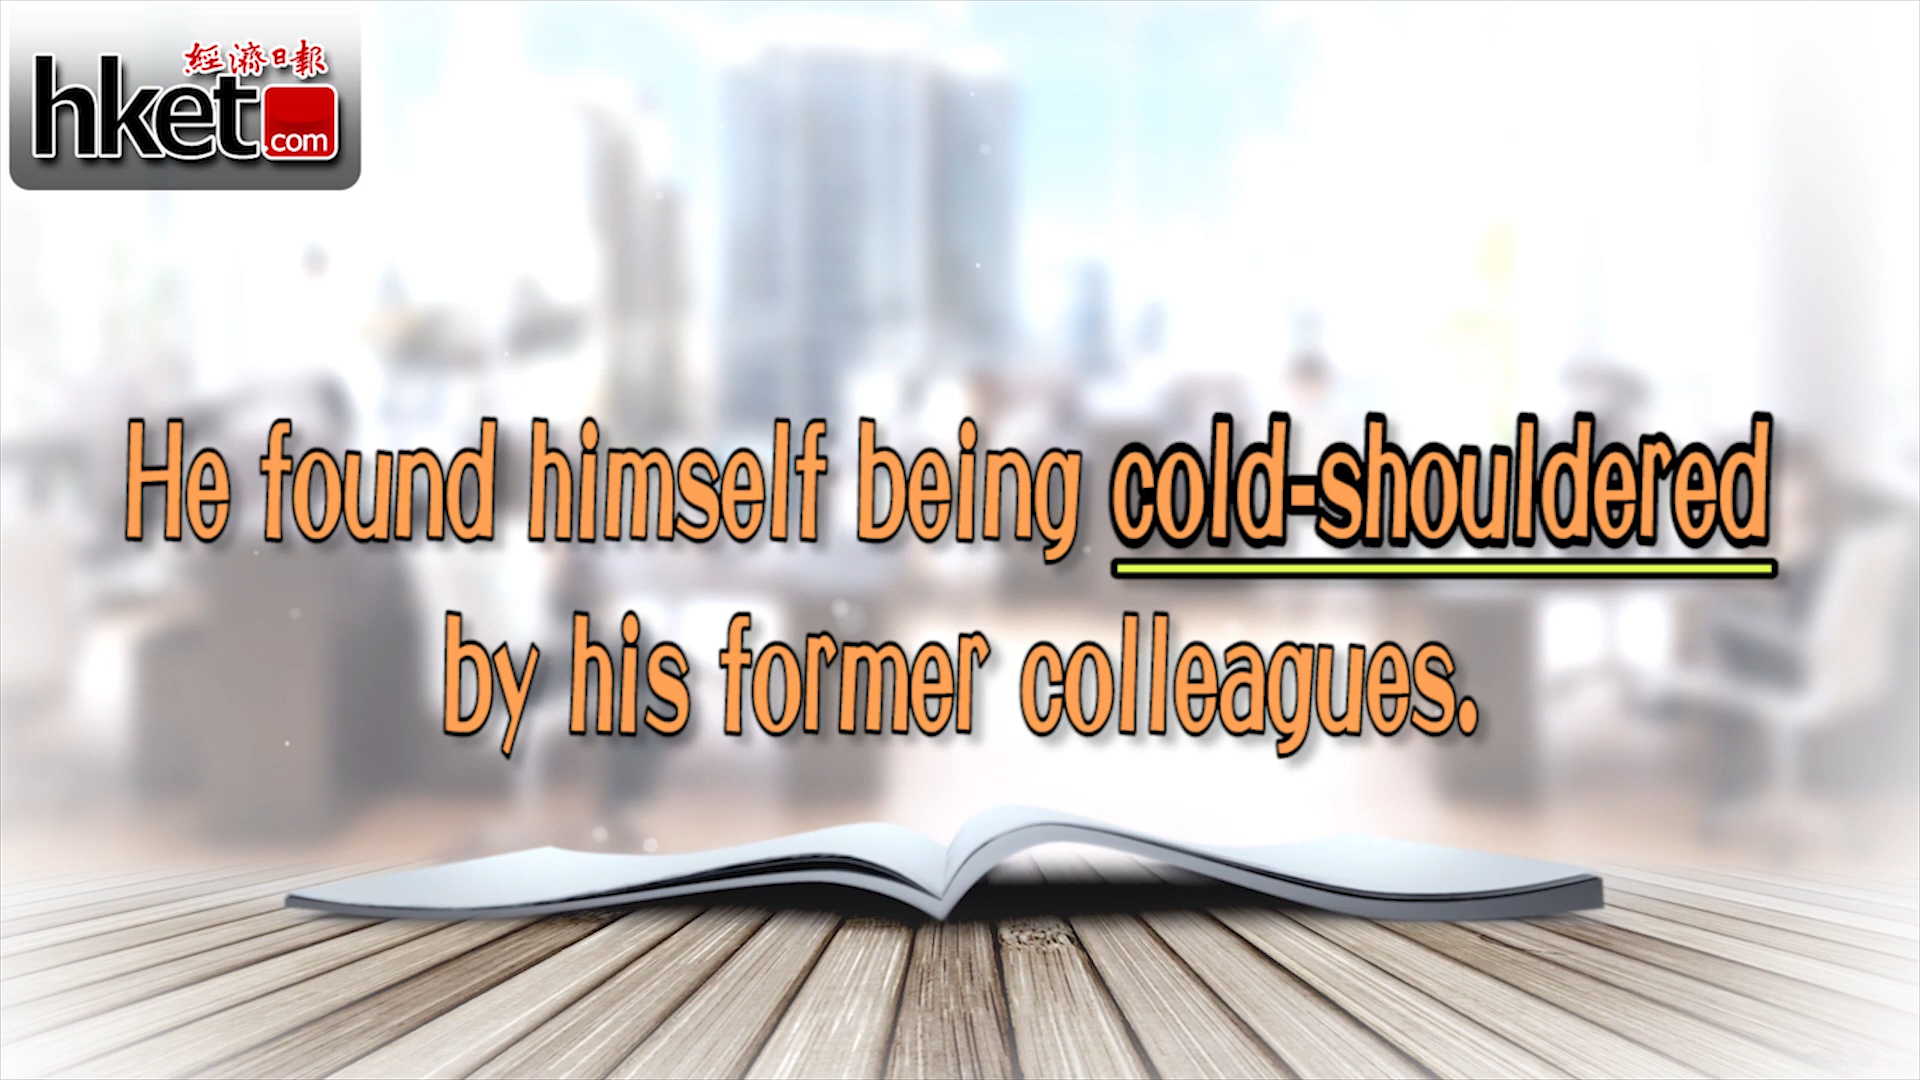 經濟日報
hket.com
He found himself being cold-shouldered
by his former colleagues.